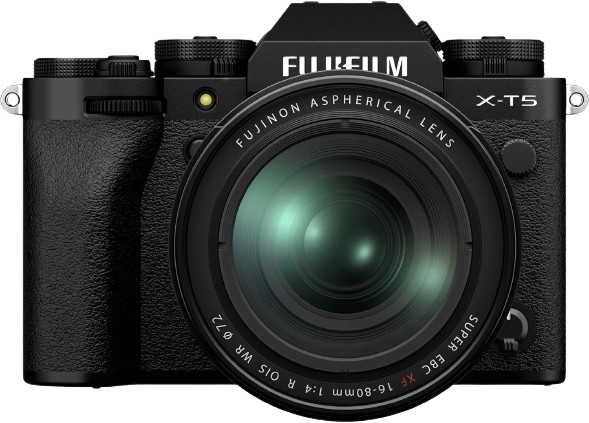 FUJIFILM
X-T5
FUJINON ASPHERICAL LENS
SUPER EBC XF 16-80mm 1:4 R OIS WR ø72